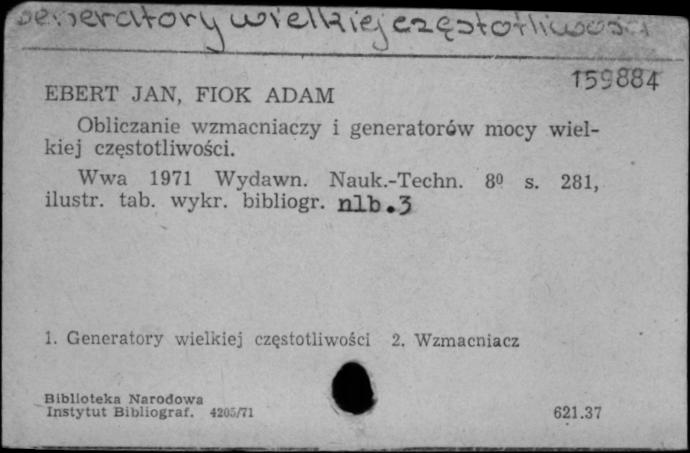 Generatory wielkiej częstotliwości
159884
EBERT JAN, FIOK ADAM
Obliczanie wzmacniaczy i generatorów mocy wiel-
kiej częstotliwości.
Wwa 1971 Wydawn. Nauk.-Techn. 8⁰ s. 281,
ilustr. tab. wykr. bibliogr. nlb.3
1. Generatory wielkiej częstotliwości 2. Wzmacniacz
Biblioteka Narodowa
Instytut Bibliograf. 4205/71
621.37